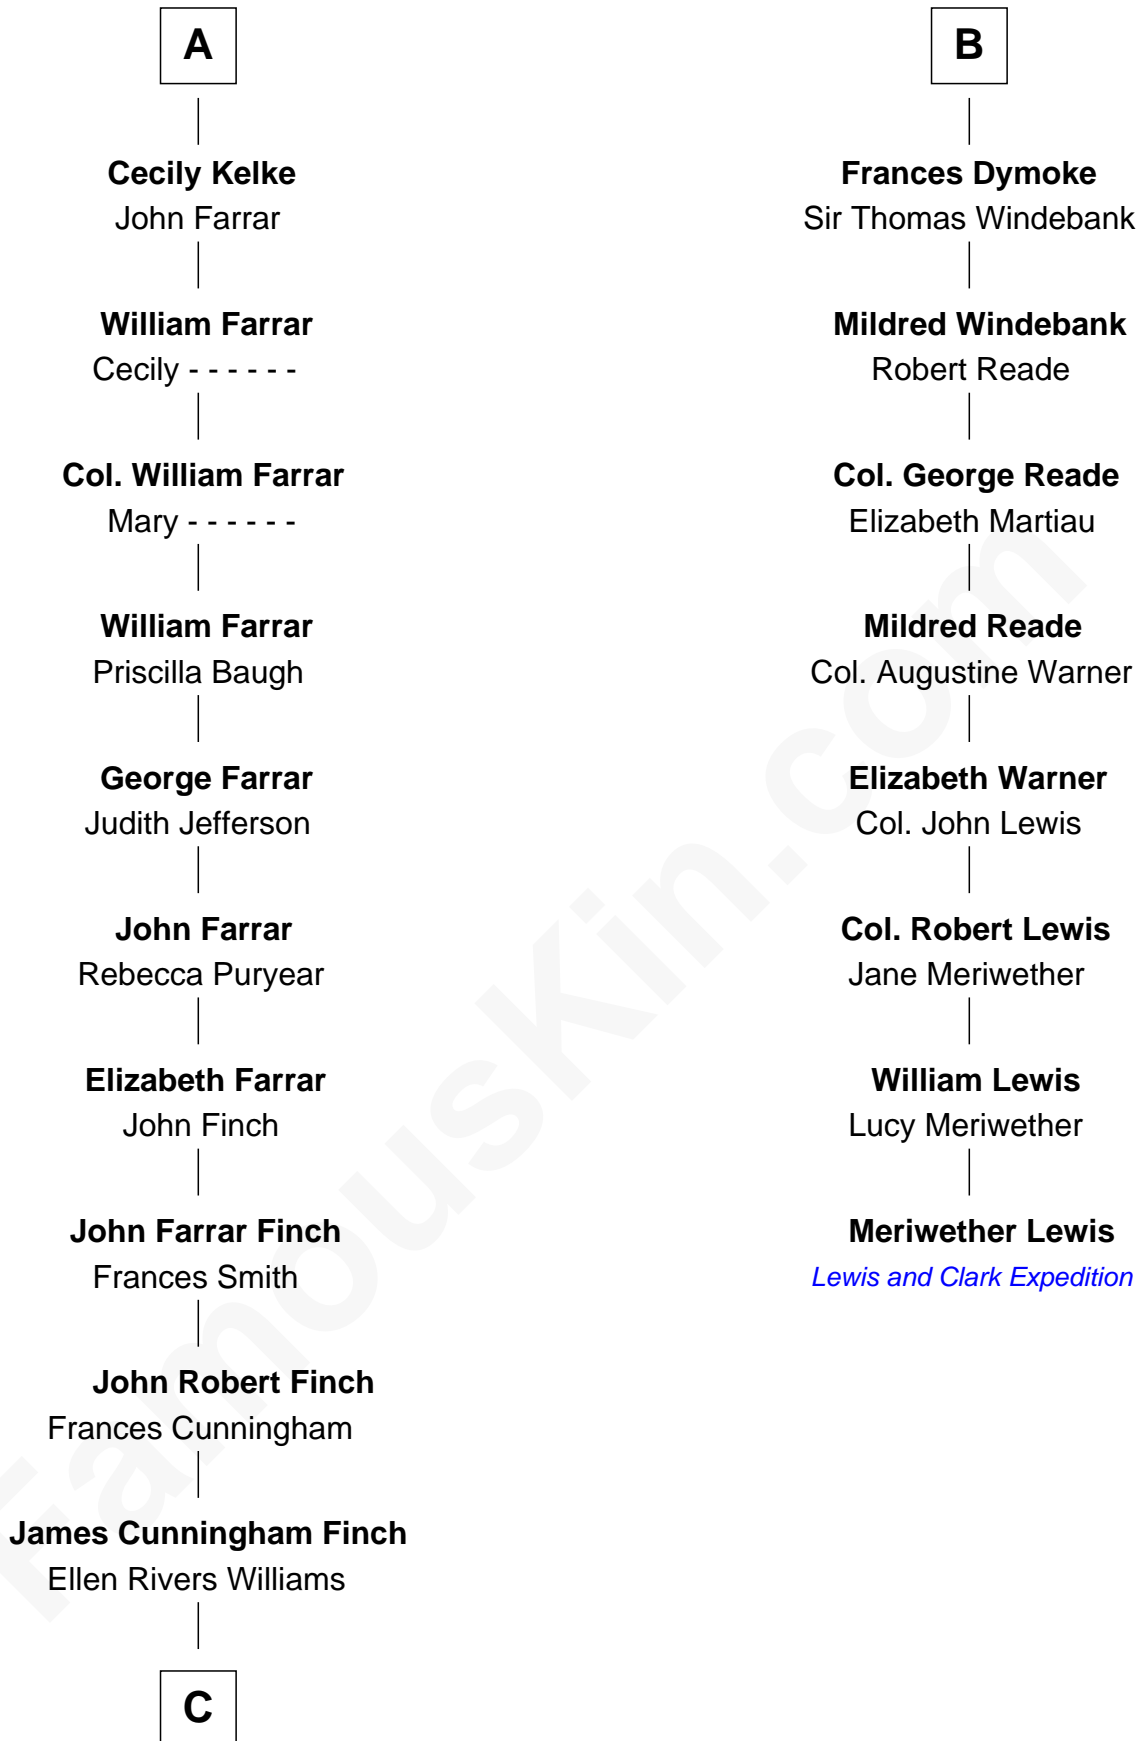 A
Cecily Kelke
John Farrar
William Farrar
Cecily - - - - - -
Col. William Farrar
Mary - - - - - -
William Farrar
Priscilla Baugh
George Farrar
Judith Jefferson
John Farrar
Rebecca Puryear
Elizabeth Farrar
John Finch
John Farrar Finch
Frances Smith
John Robert Finch
Frances Cunningham
James Cunningham Finch
Ellen Rivers Williams
C
B
Frances Dymoke
Sir Thomas Windebank
Mildred Windebank
Robert Reade
Col. George Reade
Elizabeth Martiau
Mildred Reade
Col. Augustine Warner
Elizabeth Warner
Col. John Lewis
Col. Robert Lewis
Jane Meriwether
William Lewis
Lucy Meriwether
Meriwether Lewis
Lewis and Clark Expedition
FamousKin.com